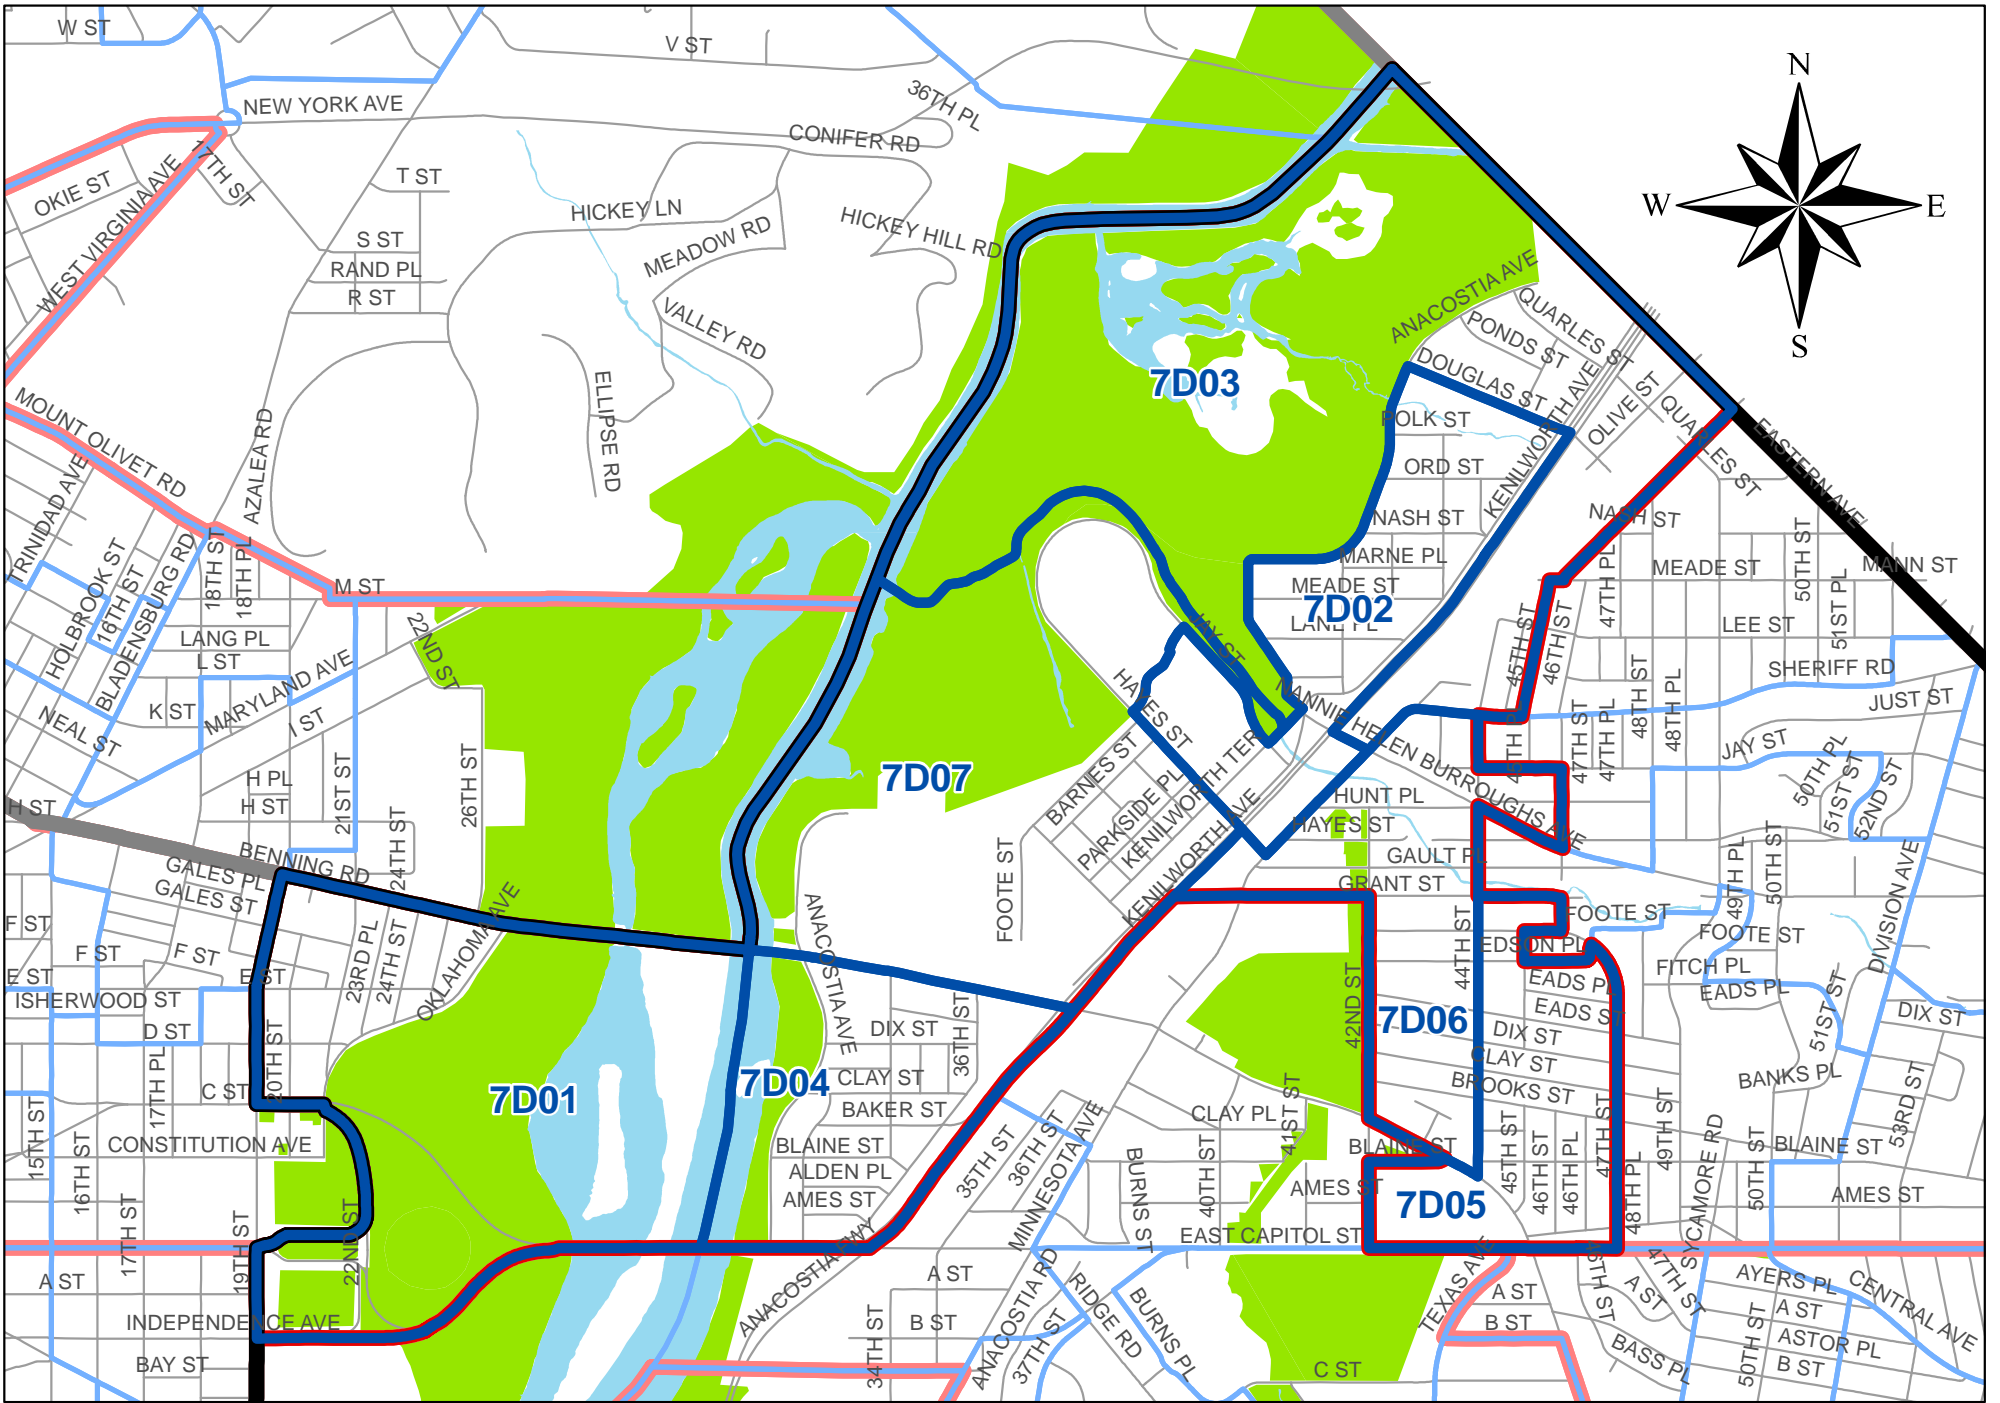 W ST
V ST
N
NEW YORK AVE
36TH PL
CONIFER RD
17TH ST
OKIE ST
T ST
W
E
WEST VIRGINIA AVE
HICKEY LN
MEADOW RD
HICKEY HILL RD
S ST
RAND PL
R ST
ANACOSTIA AVE
QUARLES ST
S
VALLEY RD
PONDS ST
DOUGLAS ST
7D03
ELLIPSE RD
MOUNT OLIVET RD
AZALEA RD
POLK ST
KENILWORTH AVE
OLIVE ST
QUARLES ST
EASTERN AVE
TRINIDAD AVE
ORD ST
NASH ST
NASH ST
HOLBROOK ST
16TH ST
BLADENSBURG RD
18TH ST
18TH PL
M ST
MARNE PL
MEADE ST
7D02
47TH PL
MEADE ST
50TH ST
51ST PL
MANN ST
LANG PL
L ST
22ND ST
JAY ST
LANE PL
45TH ST
46TH ST
LEE ST
SHERIFF RD
K ST
MARYLAND AVE
I ST
NEAL ST
HAYES ST
NANNIE HELEN BURROUGHS AVE
48TH ST
48TH PL
JUST ST
JAY ST
H PL
H ST
H ST
21ST ST
26TH ST
7D07
BARNES ST
PARKSIDE PL
KENILWORTH TER
45TH PL
47TH ST
47TH PL
50TH PL
51ST ST
52ND ST
HUNT PL
HAYES ST
BENNING RD
GALES PL
GALES ST
24TH ST
FOOTE ST
KENILWORTH AVE
GAULT PL
GRANT ST
49TH PL
50TH ST
DIVISION AVE
F ST
F ST
F ST
OKLAHOMA AVE
ANACOSTIA AVE
44TH ST
FOOTE ST
FOOTE ST
EDSON PL
E ST
E ST
ISHERWOOD ST
23RD PL
24TH ST
FITCH PL
EADS PL
EADS PL
EADS ST
D ST
20TH ST
DIX ST
36TH ST
42ND ST
7D06
DIX ST
51ST ST
DIX ST
17TH PL
C ST
7D01
7D04
CLAY ST
BAKER ST
CLAY ST
BROOKS ST
BANKS PL
53RD ST
15TH ST
16TH ST
CONSTITUTION AVE
BLAINE ST
ALDEN PL
AMES ST
35TH ST
36TH ST
MINNESOTA AVE
BURNS ST
CLAY PL
40TH ST
41ST ST
BLAINE ST
AMES ST
7D05
45TH ST
46TH ST
46TH PL
47TH ST
48TH PL
49TH ST
SYCAMORE RD
50TH ST
BLAINE ST
AMES ST
17TH ST
19TH ST
22ND ST
EAST CAPITOL ST
A ST
INDEPENDENCE AVE
BAY ST
ANACOSTIA FWY
A ST
B ST
34TH ST
ANACOSTIA RD
37TH ST
RIDGE RD
BURNS PL
C ST
TEXAS AVE
A ST
B ST
46TH ST
A ST
47TH ST
BASS PL
AYERS PL
A ST
ASTOR PL
B ST
50TH ST
CENTRAL AVE